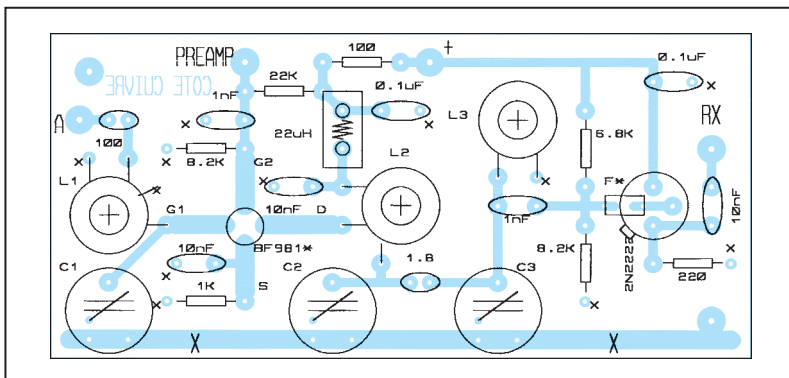 100
+
PREAMP
22K
0.1uF
COTE CUIVRE
0.1uF
1nF
x
RX
A
L3
x
100
22uH
x
x
6.8K
x
8.2K
G2
L2
x
L1
x
F*
x
G1
10nF
D
1nF
10nF
10nF
BF981*
8.2K
2N2222
x
C1
C2
1.8
C3
220
1K
x
S
x
X
X